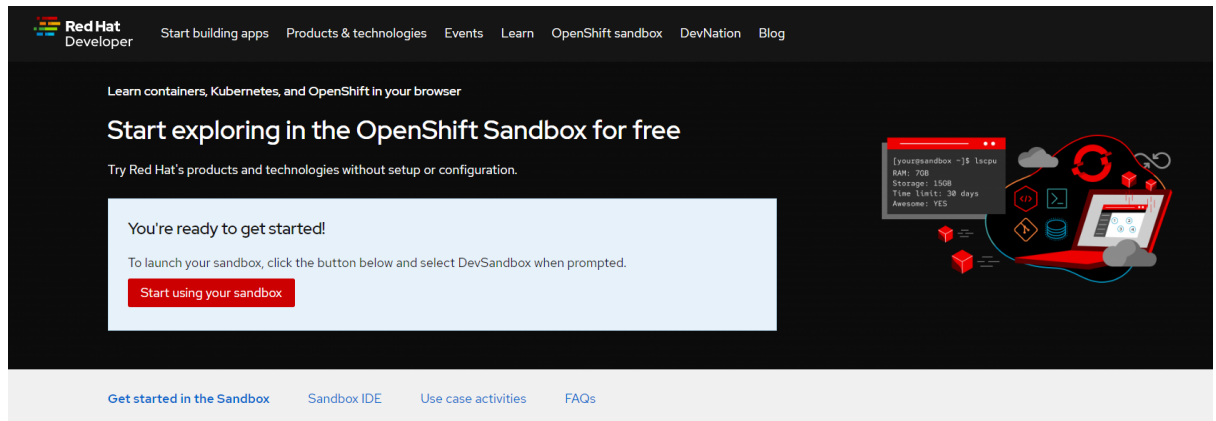 Red Hat
Developer
Start building apps Products & technologies Events Learn OpenShift sandbox DevNation Blog
Learn containers, Kubernetes, and OpenShift in your browser
Start exploring in the OpenShift Sandbox for free
Try Red Hat's products and technologies without setup or configuration.
[your@sandbox ~]$ lscpu
RAM: 7GB
Storage: 15GB
Time limit: 30 days
Awesome: YES
You're ready to get started!
To launch your sandbox, click the button below and select DevSandbox when prompted.
Start using your sandbox
Get started in the Sandbox Sandbox IDE Use case activities FAQs